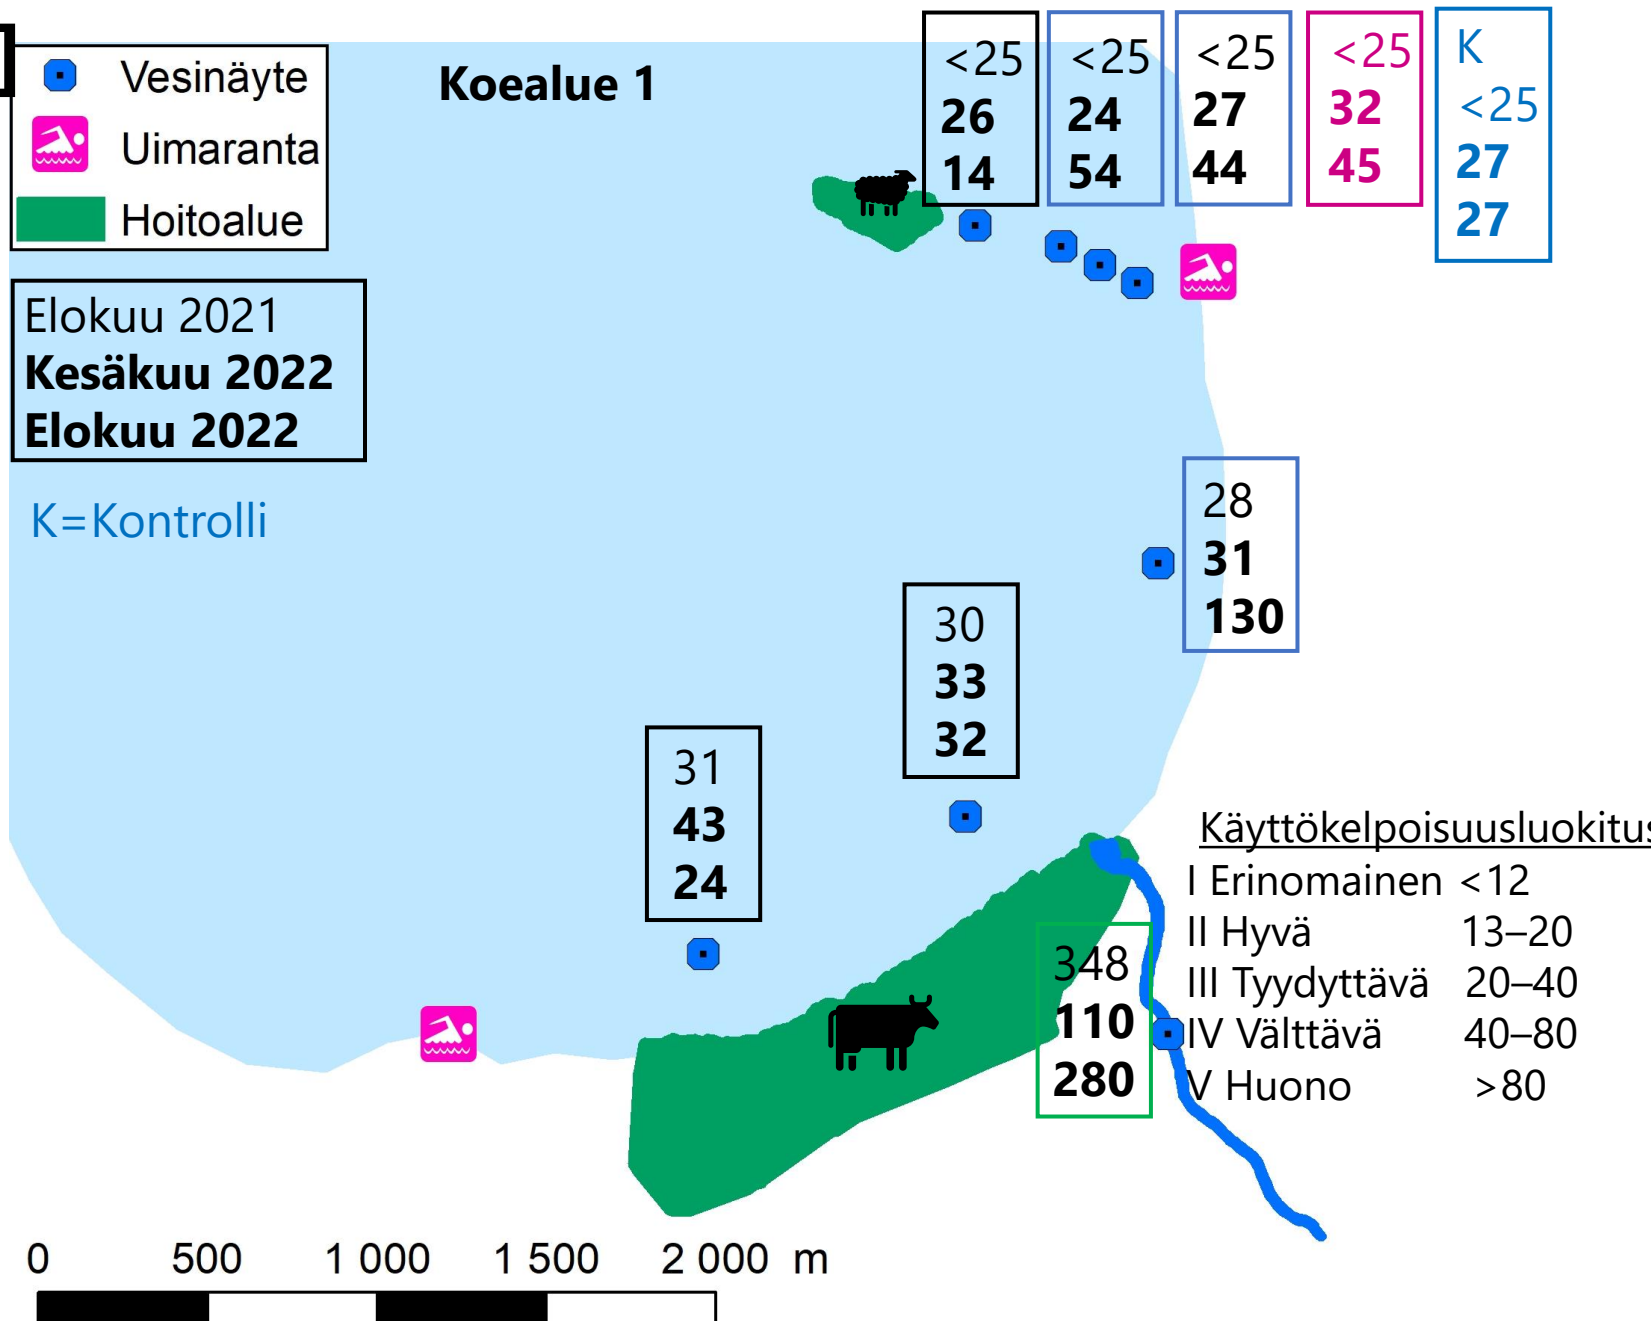 Vesinäyte
Uimaranta
Hoitoalue
Koealue 1
<25
26
14
<25
24
54
<25
27
44
<25
32
45
K
<25
27
27
Elokuu 2021
Kesäkuu 2022
Elokuu 2022
K=Kontrolli
28
31
130
30
33
32
31
43
24
348
110
280
Käyttökelpoisuusluokitus
I Erinomainen <12
II Hyvä 13–20
III Tyydyttävä 20–40
IV Välttävä 40–80
V Huono >80
0 500 1 000 1 500 2 000 m